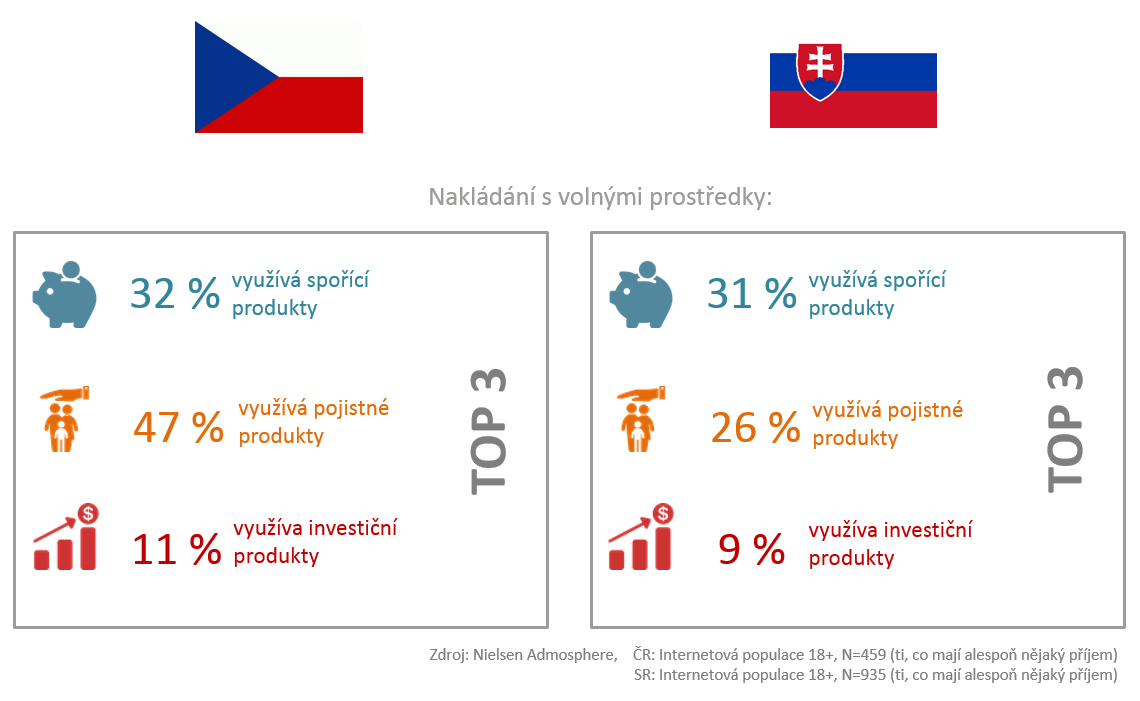 Nakládání s volnými prostředky:
32 % využívá spořící
produkty
47 % využívá pojistné
produkty
11 % využíva investiční
produkty
TOP 3
$
31 % využívá spořící
produkty
26 % využívá pojistné
produkty
9 % využíva investiční
produkty
TOP 3
$
Zdroj: Nielsen Admosphere, ČR: Internetová populace 18+, N=459 (ti, co mají alespoň nějaký příjem)
SR: Internetová populace 18+, N=935 (ti, co mají alespoň nějaký příjem)